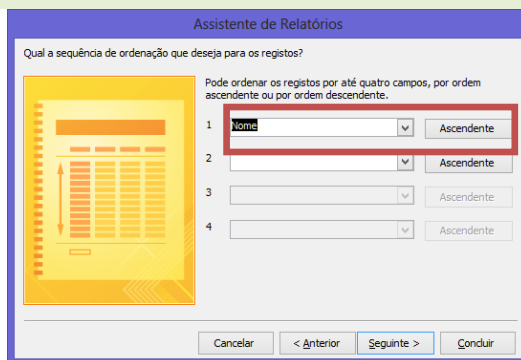 Assistente de Relatórios
Qual a sequência de ordenação que deseja para os registos?
Pode ordenar os registos por até quatro campos, por ordem
ascendente ou por ordem descendente.
1 Nome Ascendente
2 Ascendente
3 Ascendente
4 Ascendente
Cancelar < Anterior Seguinte > Concluir